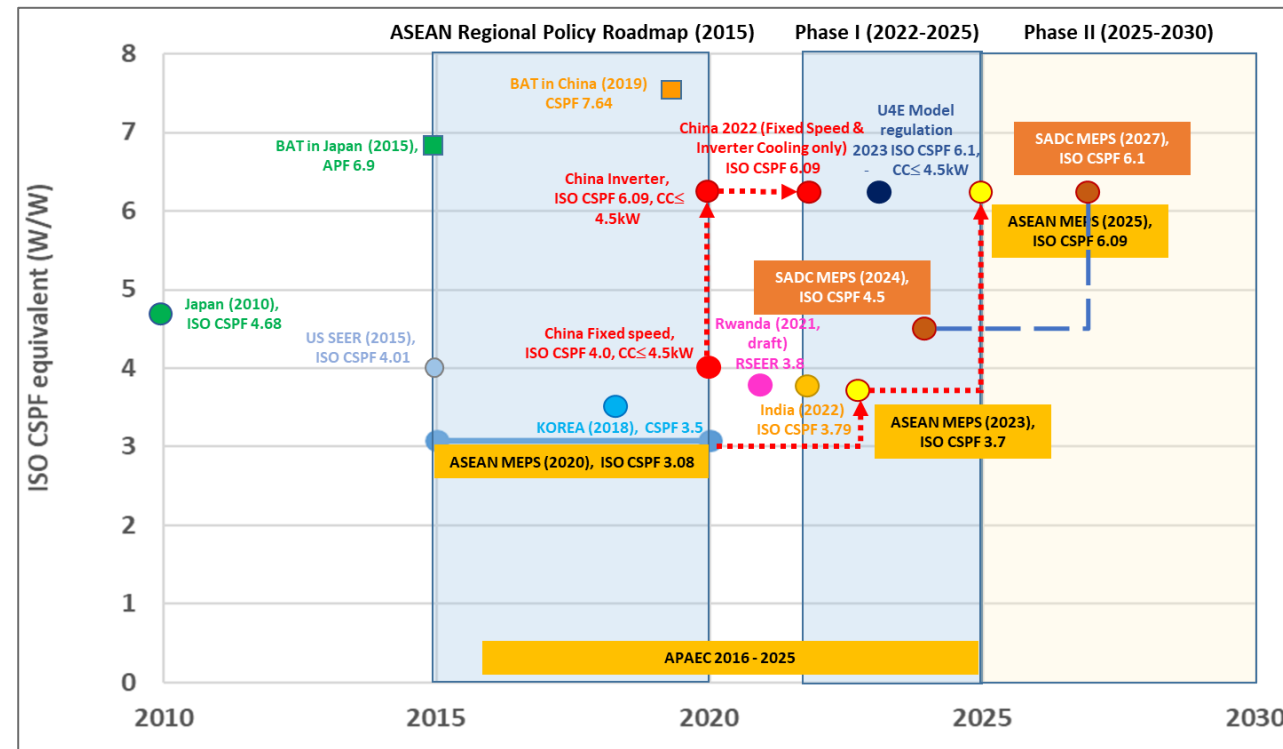 ASEAN Regional Policy Roadmap (2015)
Phase I (2022-2025)
Phase II (2025-2030)
ISO CSPF equivalent (W/W)
8
7
6
5
4
3
2
1
0
BAT in China (2019)
CSPF 7.64
BAT in Japan (2015),
APF 6.9
China 2022 (Fixed Speed &
Inverter Cooling only)
ISO CSPF 6.09
U4E Model
regulation
2023 ISO CSPF 6.1,
- CC≤ 4.5kW
SADC MEPS (2027),
ISO CSPF 6.1
China Inverter,
ISO CSPF 6.09, CC≤
4.5kW
ASEAN MEPS (2025),
ISO CSPF 6.09
SADC MEPS (2024),
ISO CSPF 4.5
Japan (2010),
ISO CSPF 4.68
US SEER (2015),
ISO CSPF 4.01
China Fixed speed,
ISO CSPF 4.0, CC≤ 4.5kW
Rwanda (2021,
draft)
RSEER 3.8
KOREA (2018), CSPF 3.5
India (2022)
ISO CSPF 3.79
ASEAN MEPS (2023),
ISO CSPF 3.7
ASEAN MEPS (2020), ISO CSPF 3.08
APAEC 2016 - 2025
2010
2015
2020
2025
2030